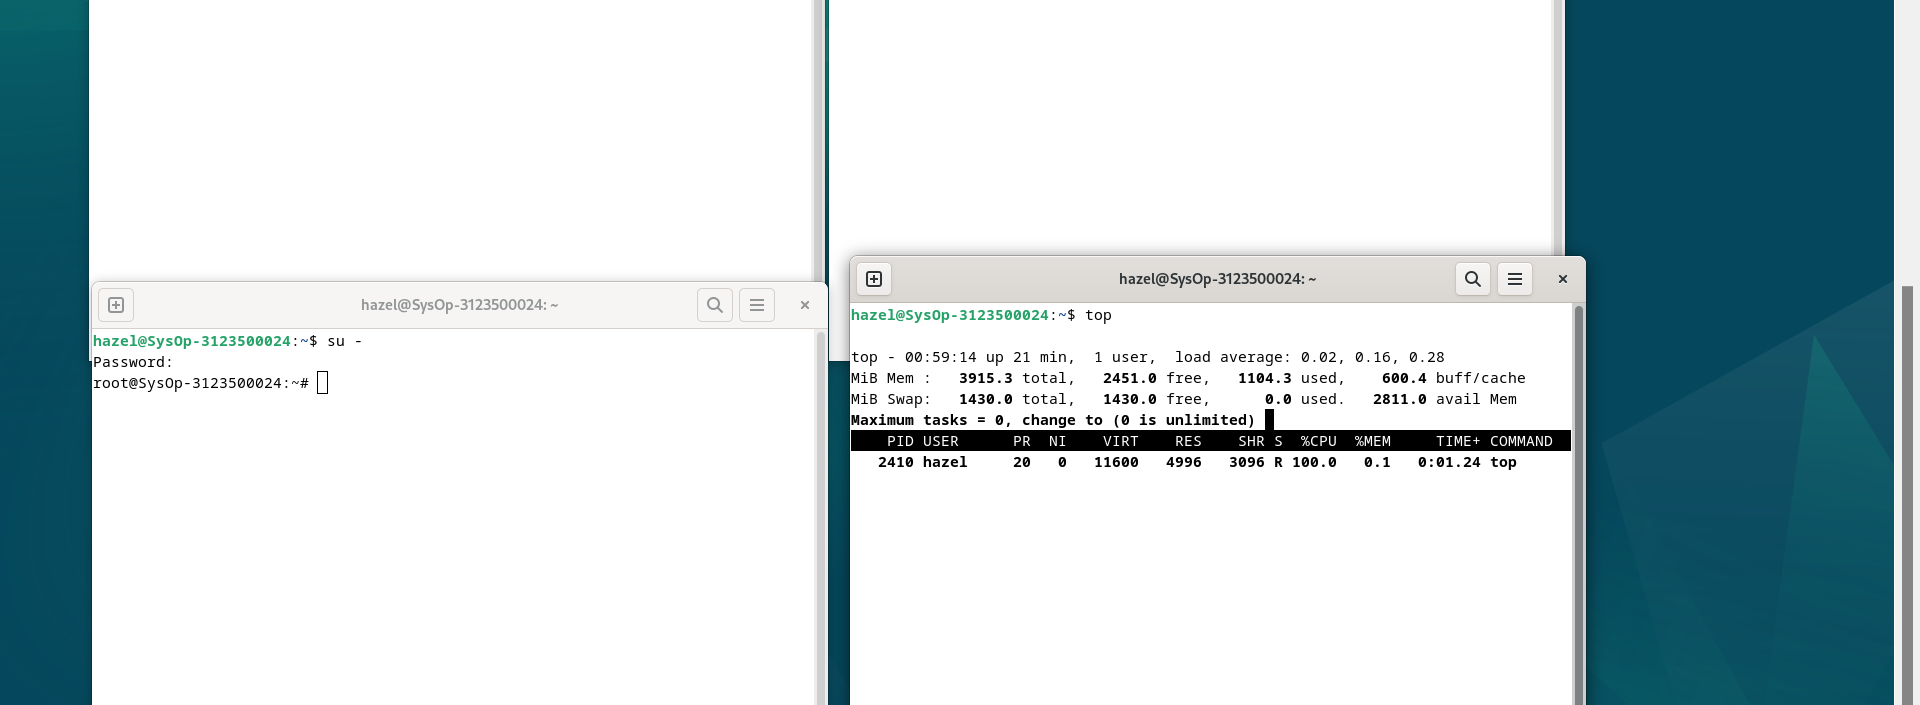 hazel@SysOp-3123500024: ~
hazel@SysOp-3123500024:~$ su -
Password:
root@SysOp-3123500024:~#
hazel@SysOp-3123500024: ~
hazel@SysOp-3123500024:~$ top
top - 00:59:14 up 21 min,  1 user,  load average: 0.02, 0.16, 0.28
MiB Mem :   3915.3 total,   2451.0 free,   1104.3 used,    600.4 buff/cache
MiB Swap:   1430.0 total,   1430.0 free,      0.0 used.   2811.0 avail Mem
Maximum tasks = 0, change to (0 is unlimited)
    PID USER      PR  NI    VIRT    RES    SHR S  %CPU  %MEM     TIME+ COMMAND
   2410 hazel     20   0   11600   4996   3096 R 100.0   0.1   0:01.24 top